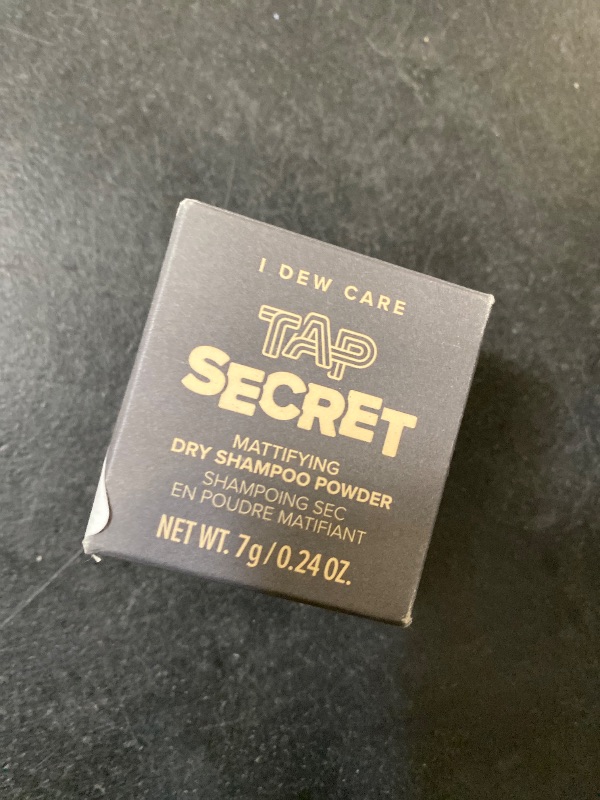 I DEW CARE
TAP
SECRET
MATTIFYING
DRY SHAMPOO POWDER
SHAMPOING SEC
EN POUDRE MATIFIANT
NET WT. 7g/0.24 OZ.